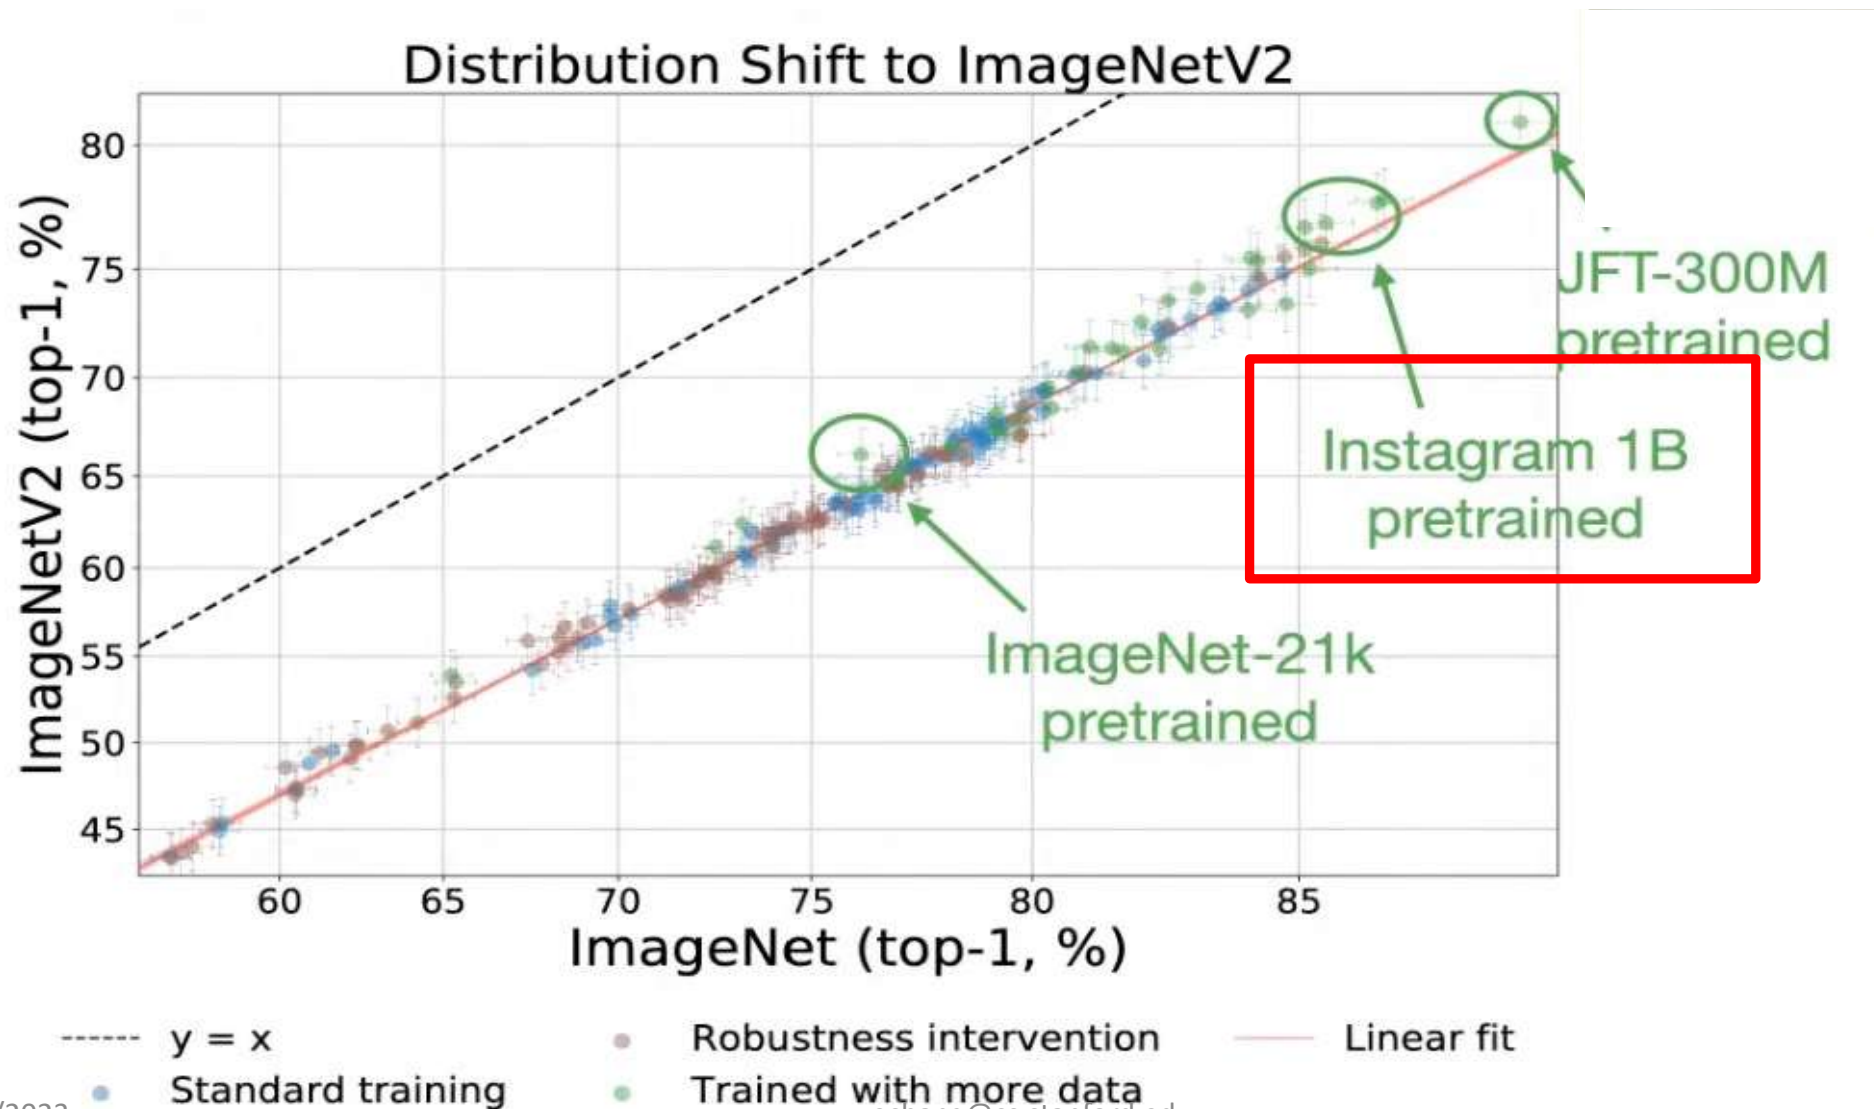 Distribution Shift to ImageNetV2
ImageNetV2 (top-1, %)
80
75
70
65
60
55
50
45
JFT-300M
pretrained
Instagram 1B
pretrained
ImageNet-21k
pretrained
60 65 70 75 80 85
ImageNet (top-1, %)
y = x
Robustness intervention
Linear fit
Standard training
Trained with more data